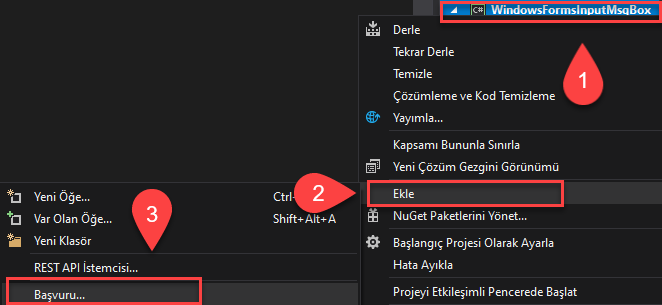 C# WindowsFormsInputMsgBox
1
Derle
Tekrar Derle
Temizle
Çözümleme ve Kod Temizleme
Yayımla...
Kapsamı Bununla Sınırla
Yeni Çözüm Gezgini Görünümü
2
Ekle
NuGet Paketlerini Yönet...
Başlangıç Projesi Olarak Ayarla
Hata Ayıkla
Projeyi Etkileşimli Pencerede Başlat
Yeni Öğe...
Var Olan Öğe... Shift+Alt+A
3
Yeni Klasör
REST API İstemcisi...
Başvuru...